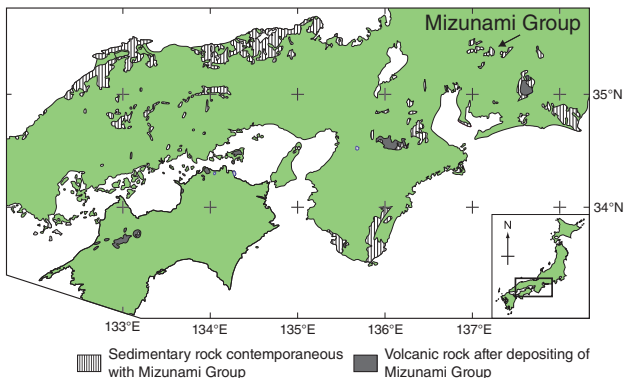 Mizunami Group
35°N
34°N
N
133°E
134°E
135°E
136°E
137°E
Sedimentary rock contemporaneous
with Mizunami Group
Volcanic rock after depositing of
Mizunami Group